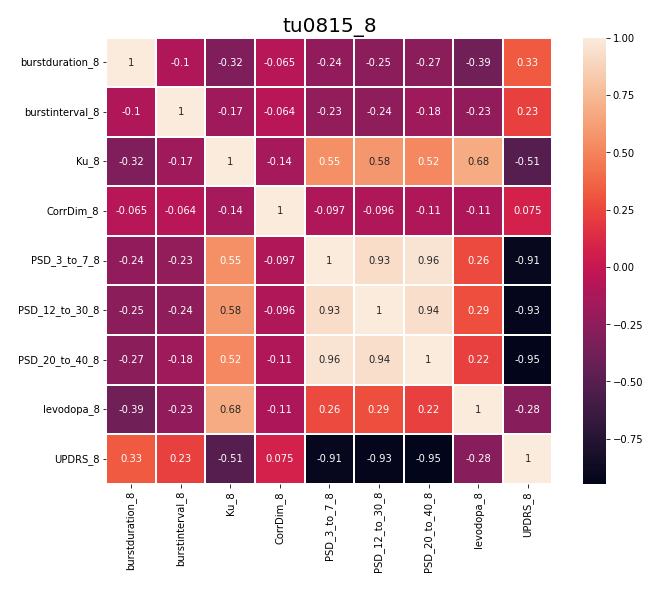 tu0815_8
burstduration_8 1 -0.1 -0.32 -0.065 -0.24 -0.25 -0.27 -0.39 0.33
burstinterval_8 -0.1 1 -0.17 -0.064 -0.23 -0.24 -0.18 -0.23 0.23
Ku_8 -0.32 -0.17 1 -0.14 0.55 0.58 0.52 0.68 -0.51
CorrDim_8 -0.065 -0.064 -0.14 1 -0.097 -0.096 -0.11 -0.11 0.075
PSD_3_to_7_8 -0.24 -0.23 0.55 -0.097 1 0.93 0.96 0.26 -0.91
PSD_12_to_30_8 -0.25 -0.24 0.58 -0.096 0.93 1 0.94 0.29 -0.93
PSD_20_to_40_8 -0.27 -0.18 0.52 -0.11 0.96 0.94 1 0.22 -0.95
levodopa_8 -0.39 -0.23 0.68 -0.11 0.26 0.29 0.22 1 -0.28
UPDRS_8 0.33 0.23 -0.51 0.075 -0.91 -0.93 -0.95 -0.28 1
burstduration_8
burstinterval_8
Ku_8
CorrDim_8
PSD_3_to_7_8
PSD_12_to_30_8
PSD_20_to_40_8
levodopa_8
UPDRS_8
1.00
0.75
0.50
0.25
0.00
−0.25
−0.50
−0.75